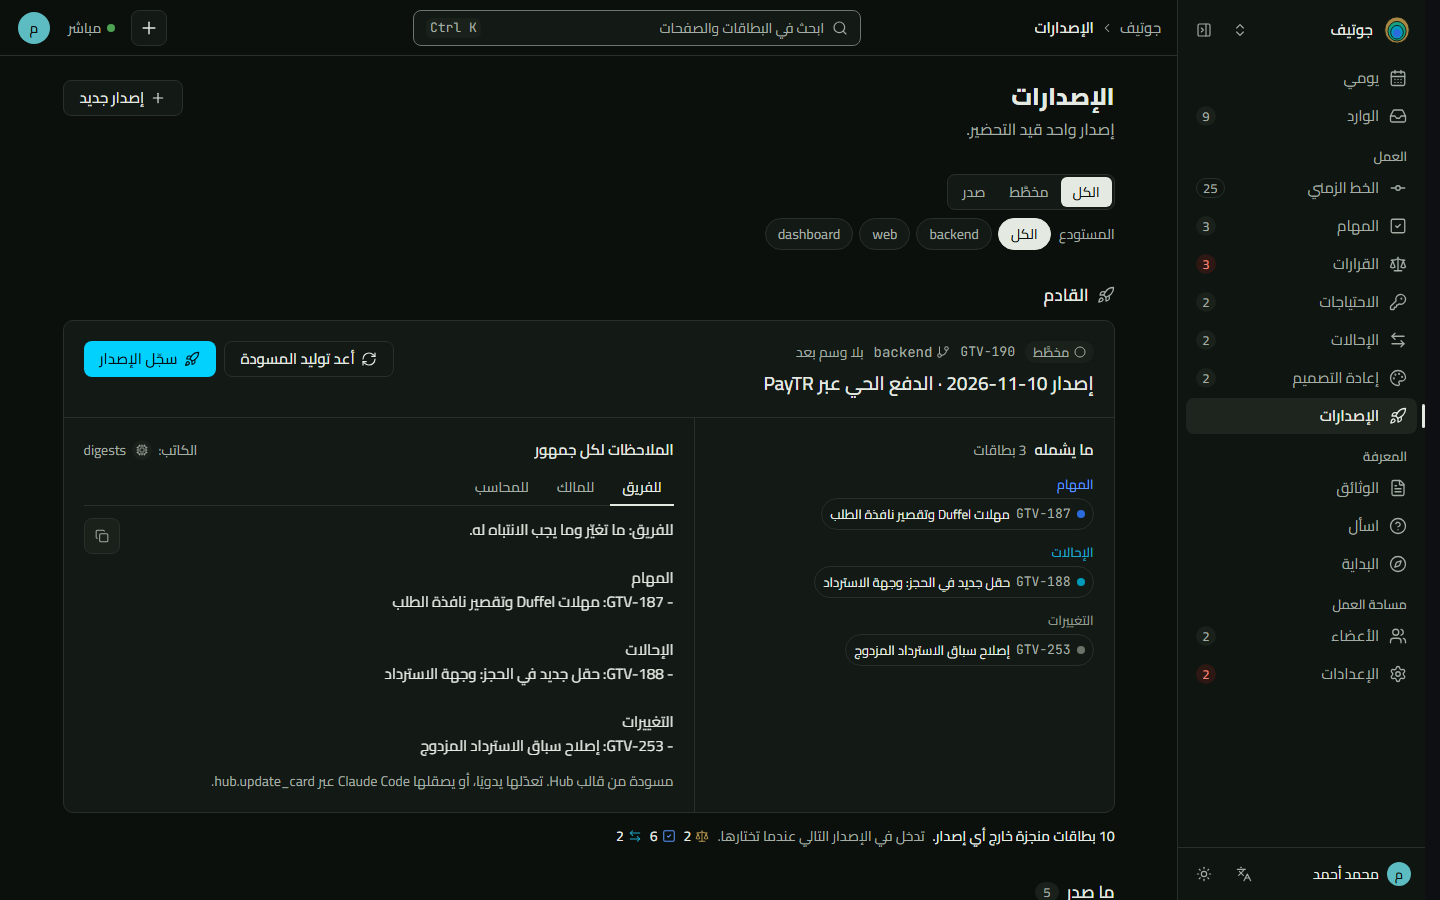 جوتيف
يومي
الوارد 9
العمل
الخط الزمني 25
المهام 3
القرارات 3
الاحتياجات 2
الإحالات 2
إعادة التصميم 2
الإصدارات
المعرفة
الوثائق
اسأل
البداية
مساحة العمل
الأعضاء 2
الإعدادات 2
محمد أحمد م
جوتيف › الإصدارات
ابحث في البطاقات والصفحات Ctrl K
مباشر م
الإصدارات
إصدار واحد قيد التحضير.
إصدار جديد
الكل مخطَّط صدر
المستودع الكل backend web dashboard
القادم
مخطَّط GTV-190 backend بلا وسم بعد
إصدار 10-11-2026 · الدفع الحي عبر PayTR
أعد توليد المسودة
سجّل الإصدار
ما يشمله 3 بطاقات
المهام
GTV-187 مهلات Duffel وتقصير نافذة الطلب
الإحالات
GTV-188 حقل جديد في الحجز: وجهة الاسترداد
التغييرات
GTV-253 إصلاح سباق الاسترداد المزدوج
الملاحظات لكل جمهور
الكاتب: digests
للفريق للمالك للمحاسب
للفريق: ما تغيّر وما يجب الانتباه له.
المهام
- GTV-187: مهلات Duffel وتقصير نافذة الطلب
الإحالات
- GTV-188: حقل جديد في الحجز: وجهة الاسترداد
التغييرات
- GTV-253: إصلاح سباق الاسترداد المزدوج
مسودة من قالب Hub. تعدّلها يدويًا، أو يصقلها Claude Code عبر hub.update_card.
10 بطاقات منجزة خارج أي إصدار. تدخل في الإصدار التالي عندما تختارها. 2 6 2
ما صدر 5